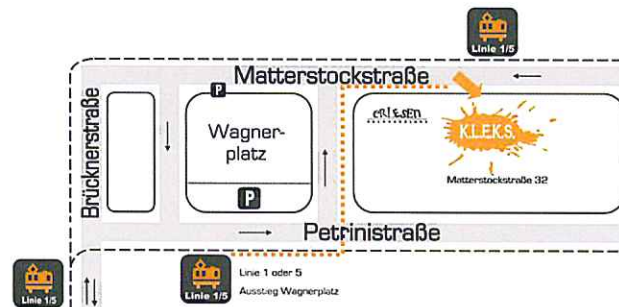 Linie 1/5
Matterstockstraße
P
Brücknerstraße
Wagner-
platz
P
erlesen
K.L.E.K.S.
Matterstockstraße 32
Petrinistraße
Linie 1/5
Linie 1/5
Linie 1 oder 5
Ausstieg Wagnerplatz